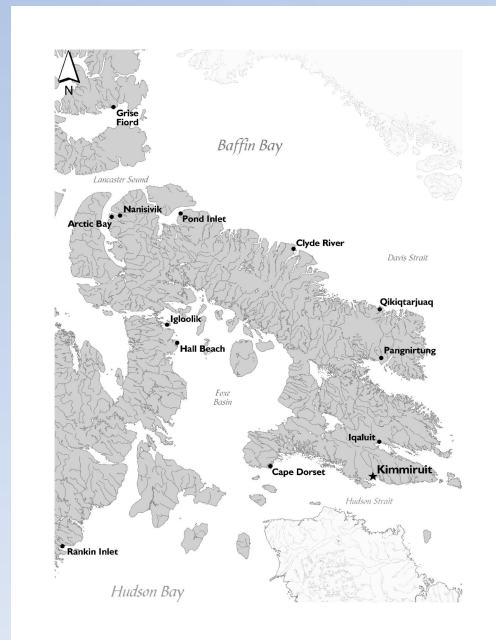 N
Grise
Fiord
Baffin Bay
Lancaster Sound
Nanisivik
Arctic Bay
Pond Inlet
Clyde River
Davis Strait
Qikiqtarjuaq
Igloolik
Hall Beach
Pangnirtung
Foxe
Basin
Iqaluit
Cape Dorset
Kimmiruit
Hudson Strait
Rankin Inlet
Hudson Bay